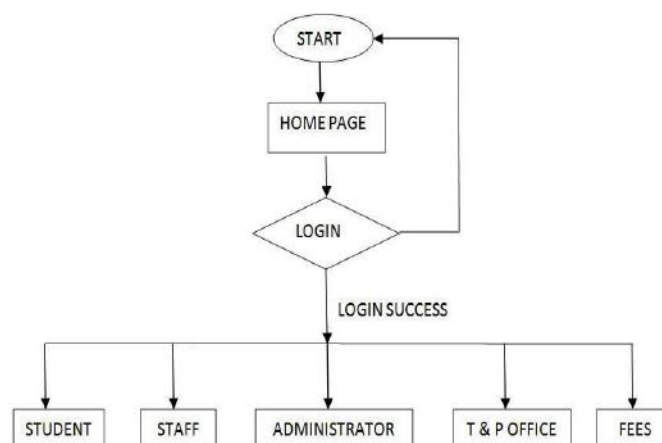 START
HOME PAGE
LOGIN
LOGIN SUCCESS
STUDENT
STAFF
ADMINISTRATOR
T & P OFFICE
FEES